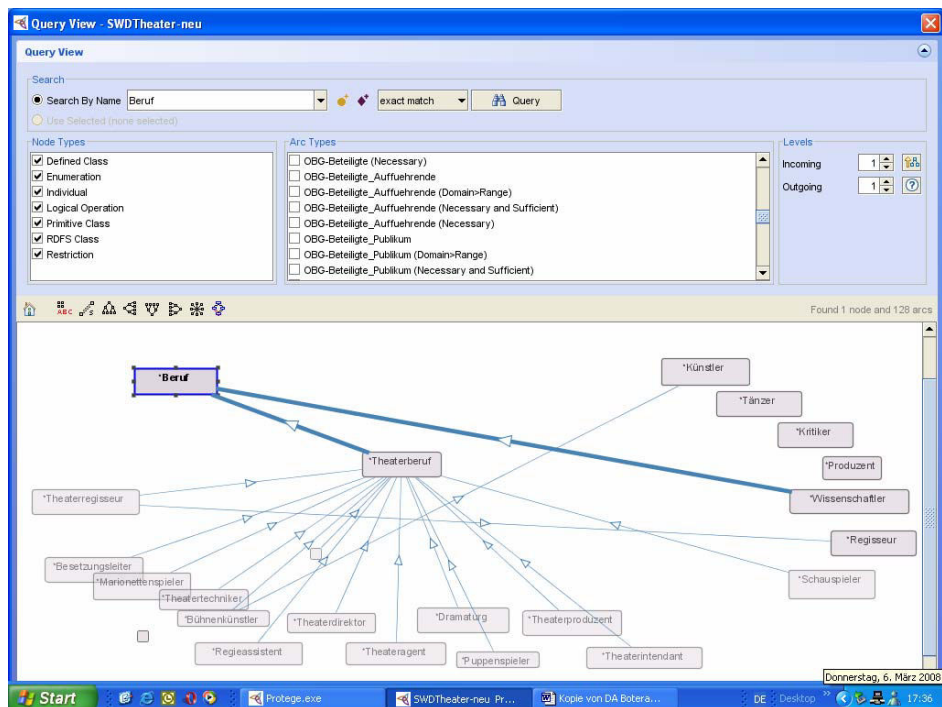 Query View - SWDTheater-neu
Query View
Search
Search By Name Beruf exact match Query
Use Selected (none selected)
Node Types
Defined Class
Enumeration
Individual
Logical Operation
Primitive Class
RDFS Class
Restriction
Arc Types
OBG-Beteiligte (Necessary)
OBG-Beteiligte_Auffuehrende
OBG-Beteiligte_Auffuehrende (Domain>Range)
OBG-Beteiligte_Auffuehrende (Necessary and Sufficient)
OBG-Beteiligte_Auffuehrende (Necessary)
OBG-Beteiligte_Publikum
OBG-Beteiligte_Publikum (Domain>Range)
OBG-Beteiligte_Publikum (Necessary and Sufficient)
Levels
Incoming 1
Outgoing 1
ABC
Found 1 node and 128 arcs
*Künstler
*Beruf
*Tänzer
*Kritiker
*Theaterberuf
*Produzent
*Theaterregisseur
*Wissenschaftler
*Regisseur
*Besetzungsleiter
*Marionettenspieler
*Schauspieler
*Theatertechniker
*Bühnenkünstler
*Theaterdirektor
*Dramaturg
*Theaterproduzent
*Regieassistent
*Theateragent
*Puppenspieler
*Theaterintendant
Donnerstag, 6. März 2008
Start Protege.exe SWDTheater-neu Pr... Kopie von DA Botera... DE Desktop 17:36